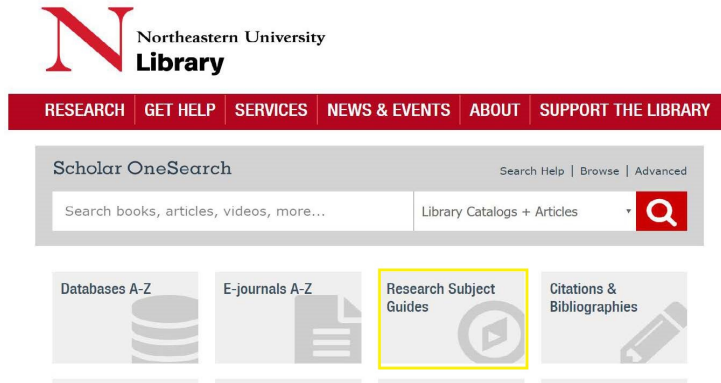 Northeastern University
Library
RESEARCH GET HELP SERVICES NEWS & EVENTS ABOUT SUPPORT THE LIBRARY
Scholar OneSearch
Search Help | Browse | Advanced
Search books, articles, videos, more...
Library Catalogs + Articles
Databases A-Z
E-journals A-Z
Research Subject
Guides
Citations &
Bibliographies